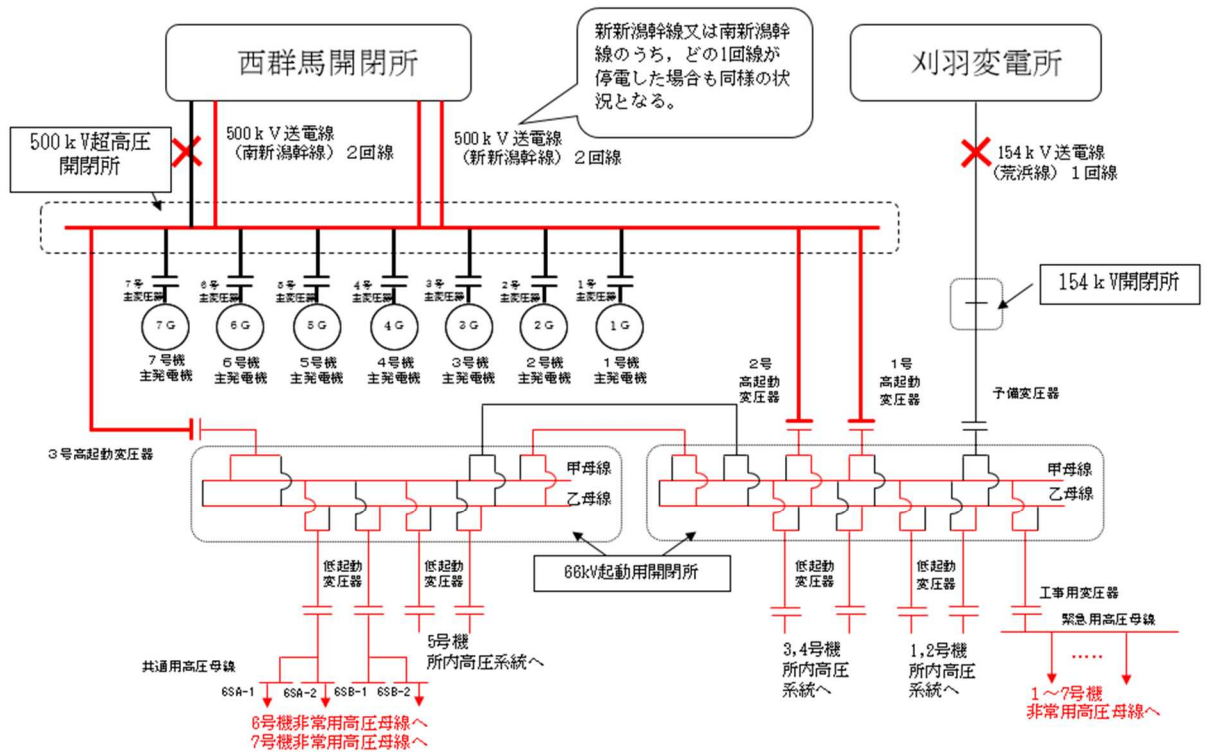 西群馬開閉所
新新潟幹線又は南新潟幹
線のうち，どの1回線が
停電した場合も同様の状
況となる。
刈羽変電所
500ｋＶ超高圧
開閉所
500ｋＶ送電線
（南新潟幹線）２回線
500ｋＶ送電線
（新新潟幹線）２回線
154ｋＶ送電線
（荒浜線）１回線
154ｋV開閉所
7号
主変圧器
6号
主変圧器
5号
主変圧器
4号
主変圧器
3号
主変圧器
2号
主変圧器
1号
主変圧器
7G
6G
5G
4G
3G
2G
1G
7号機
主発電機
6号機
主発電機
5号機
主発電機
4号機
主発電機
3号機
主発電機
2号機
主発電機
1号機
主発電機
2号
高起動
変圧器
1号
高起動
変圧器
予備変圧器
３号高起動変圧器
甲母線
乙母線
甲母線
乙母線
66kV起動用開閉所
低起動
変圧器
低起動
変圧器
低起動
変圧器
低起動
変圧器
工事用変圧器
緊急用高圧母線
5号機
所内高圧系統へ
3,4号機
所内高圧
系統へ
1,2号機
所内高圧
系統へ
.....
１～7号機
非常用高圧母線へ
共通用高圧母線
6SA-1
6SA-2
6SB-1
6SB-2
6号機非常用高圧母線へ
7号機非常用高圧母線へ